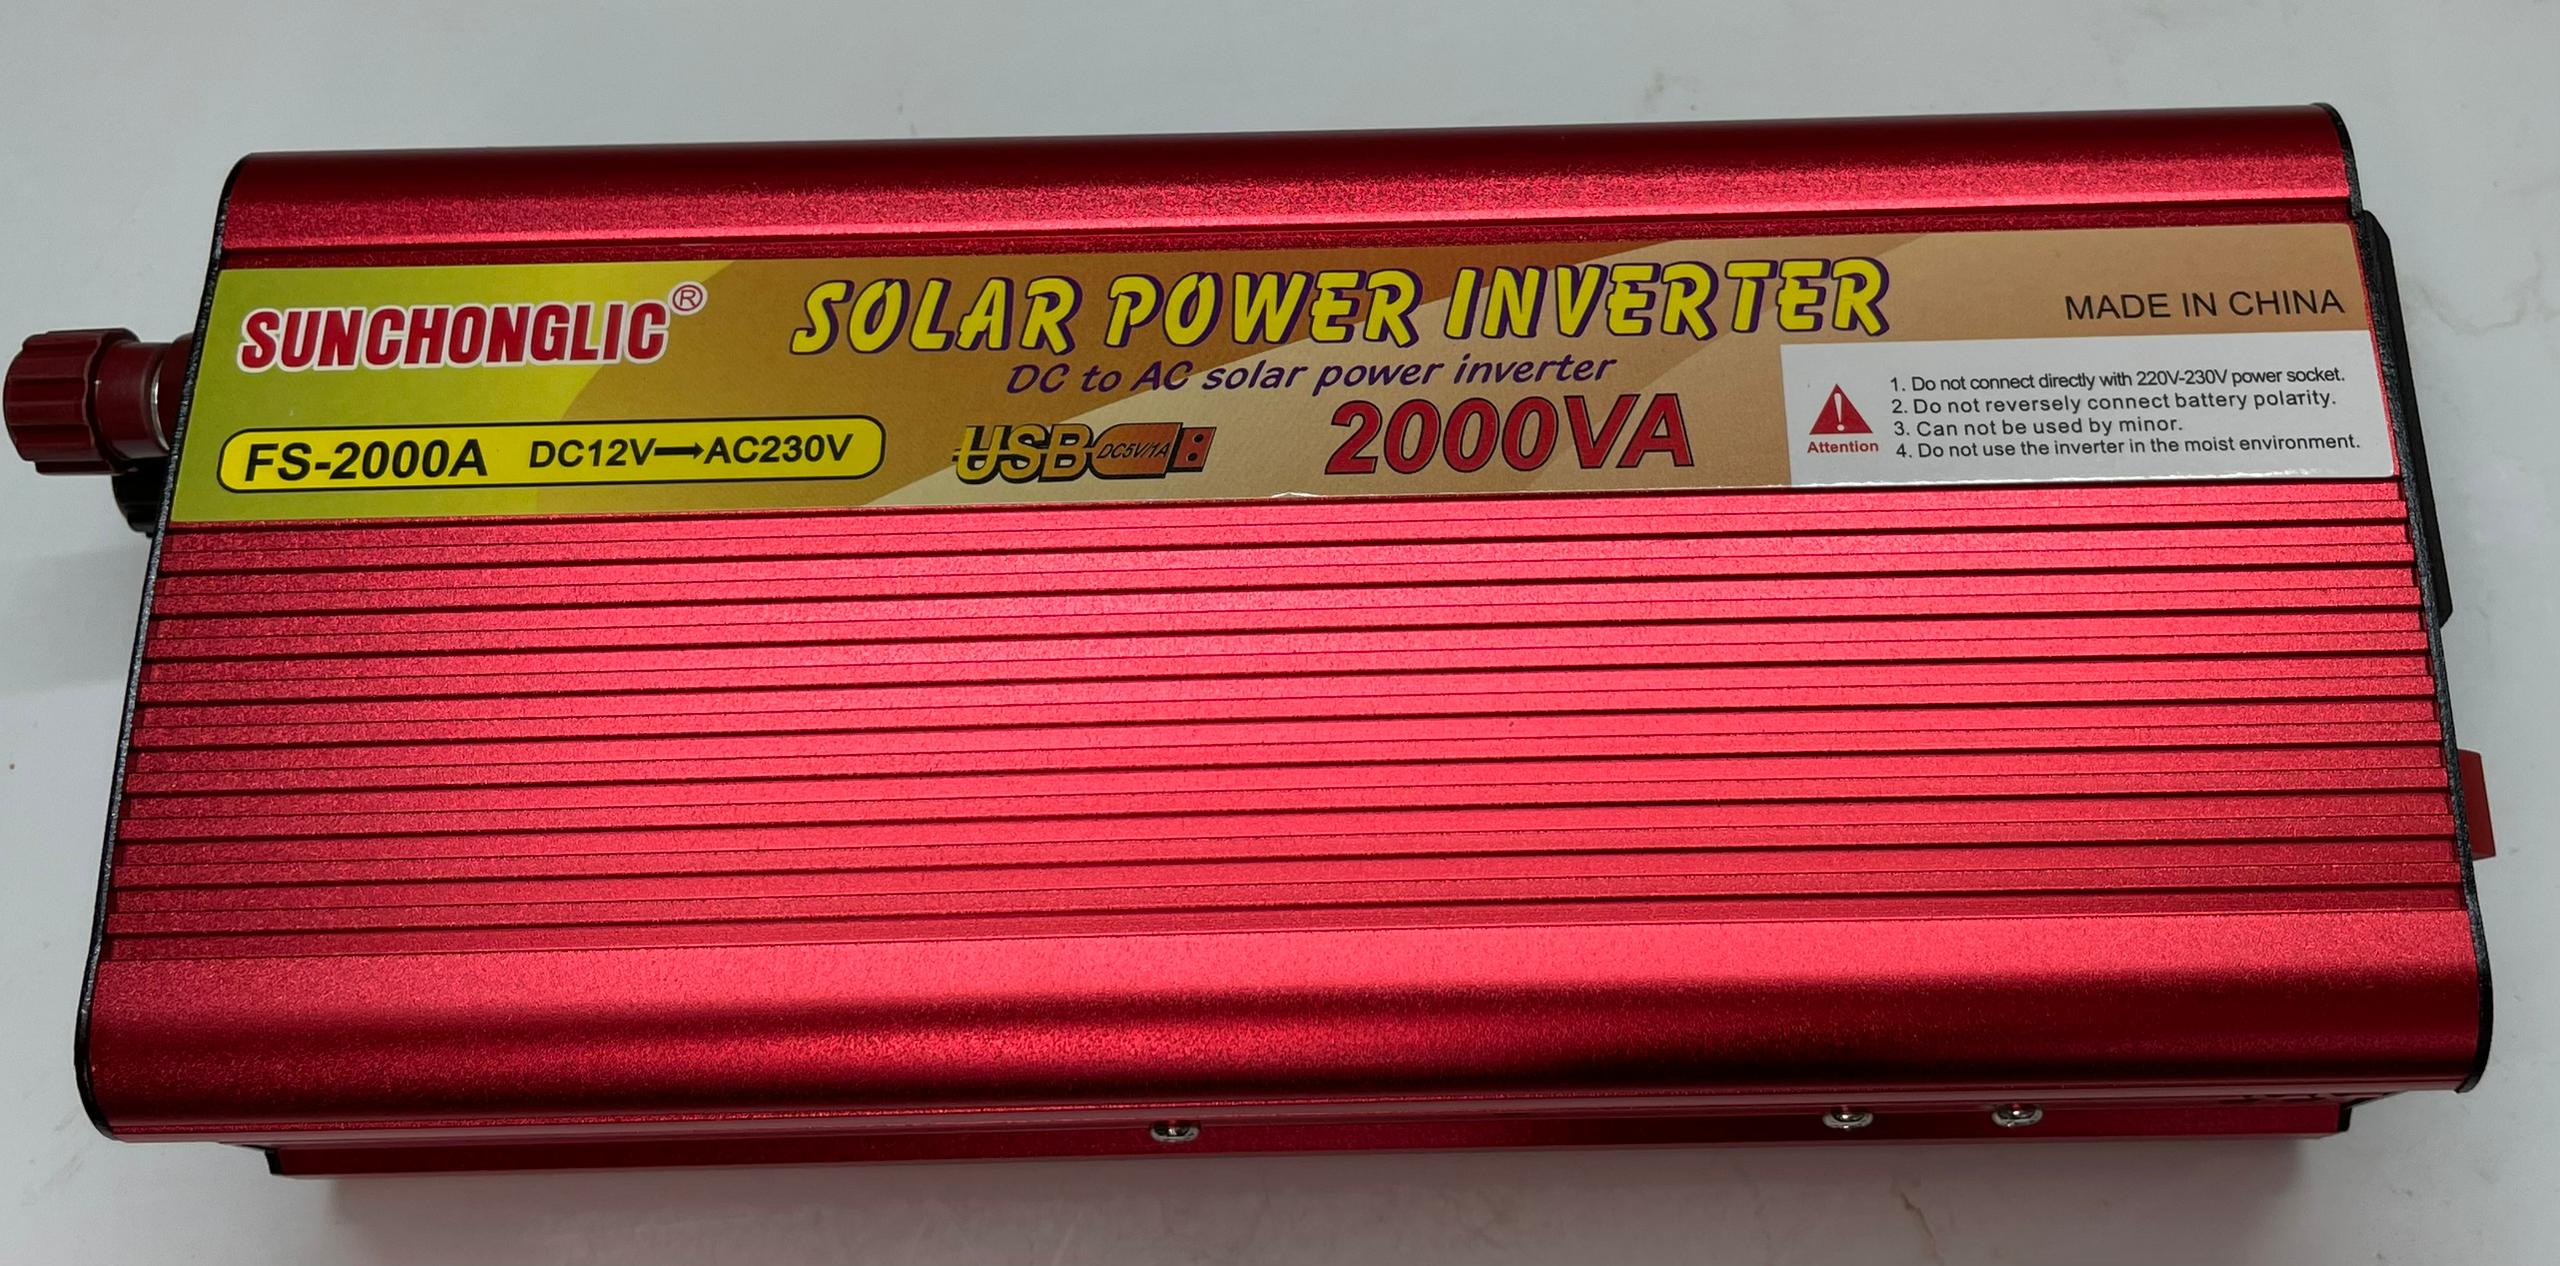 SUNCHONGLIC®
SOLAR POWER INVERTER
DC to AC solar power inverter
MADE IN CHINA
FS-2000A DC12V→AC230V
USB DC5V/1A
2000VA
Attention
1. Do not connect directly with 220V-230V power socket.
2. Do not reversely connect battery polarity.
3. Can not be used by minor.
4. Do not use the inverter in the moist environment.